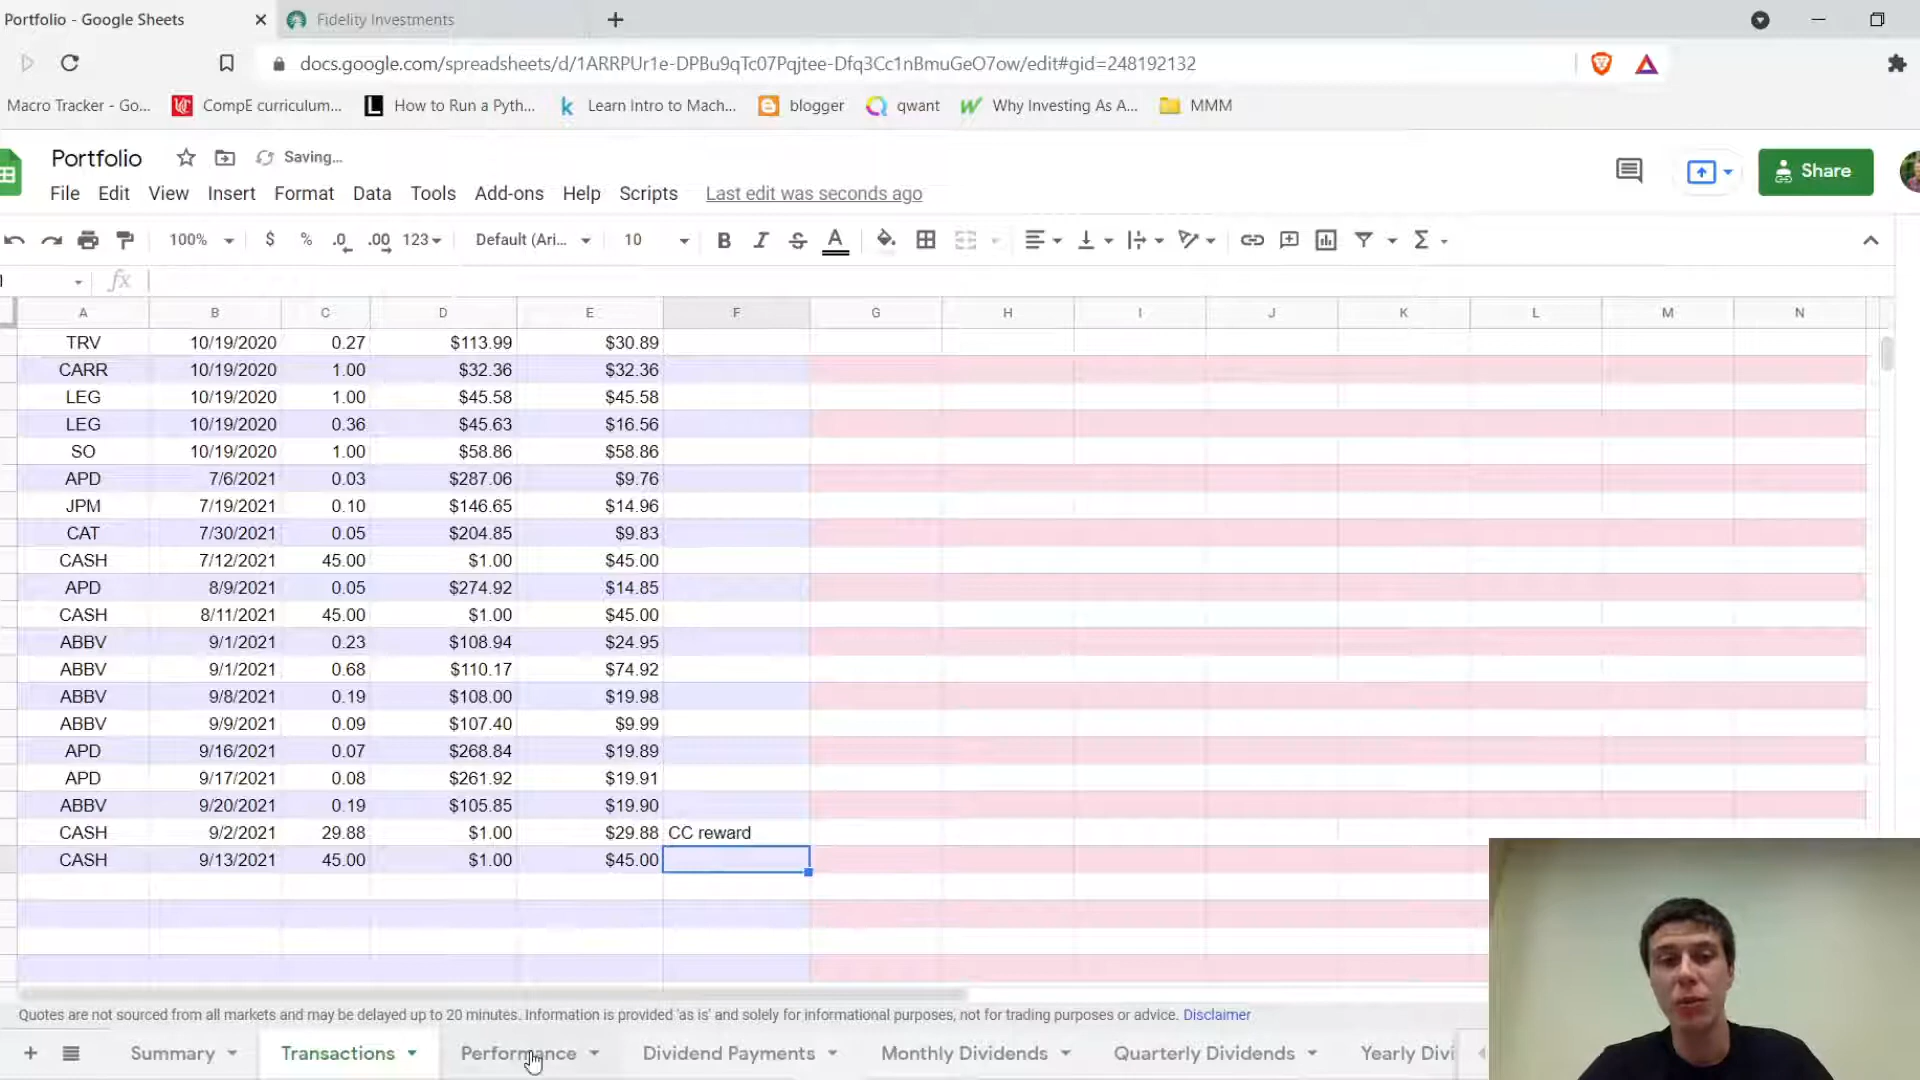 Portfolio - Google Sheets
Fidelity Investments
docs.google.com/spreadsheets/d/1ARRPUr1e-DPBu9qTc07Pqjtee-Dfq3Cc1nBmuGeO7ow/edit#gid=248192132
Macro Tracker - Go... CompE curriculum... How to Run a Pyth... Learn Intro to Mach... blogger qwant Why Investing As A... MMM
Portfolio Saving... Share
File Edit View Insert Format Data Tools Add-ons Help Scripts Last edit was seconds ago
100% $ % .0 .00 123 Default (Ari... 10 B I S A Σ
fx
A B C D E F G H I J K L M N
TRV 10/19/2020 0.27 $113.99 $30.89
CARR 10/19/2020 1.00 $32.36 $32.36
LEG 10/19/2020 1.00 $45.58 $45.58
LEG 10/19/2020 0.36 $45.63 $16.56
SO 10/19/2020 1.00 $58.86 $58.86
APD 7/6/2021 0.03 $287.06 $9.76
JPM 7/19/2021 0.10 $146.65 $14.96
CAT 7/30/2021 0.05 $204.85 $9.83
CASH 7/12/2021 45.00 $1.00 $45.00
APD 8/9/2021 0.05 $274.92 $14.85
CASH 8/11/2021 45.00 $1.00 $45.00
ABBV 9/1/2021 0.23 $108.94 $24.95
ABBV 9/1/2021 0.68 $110.17 $74.92
ABBV 9/8/2021 0.19 $108.00 $19.98
ABBV 9/9/2021 0.09 $107.40 $9.99
APD 9/16/2021 0.07 $268.84 $19.89
APD 9/17/2021 0.08 $261.92 $19.91
ABBV 9/20/2021 0.19 $105.85 $19.90
CASH 9/2/2021 29.88 $1.00 $29.88 CC reward
CASH 9/13/2021 45.00 $1.00 $45.00
Quotes are not sourced from all markets and may be delayed up to 20 minutes. Information is provided 'as is' and solely for informational purposes, not for trading purposes or advice. Disclaimer
Summary Transactions Performance Dividend Payments Monthly Dividends Quarterly Dividends Yearly Divi